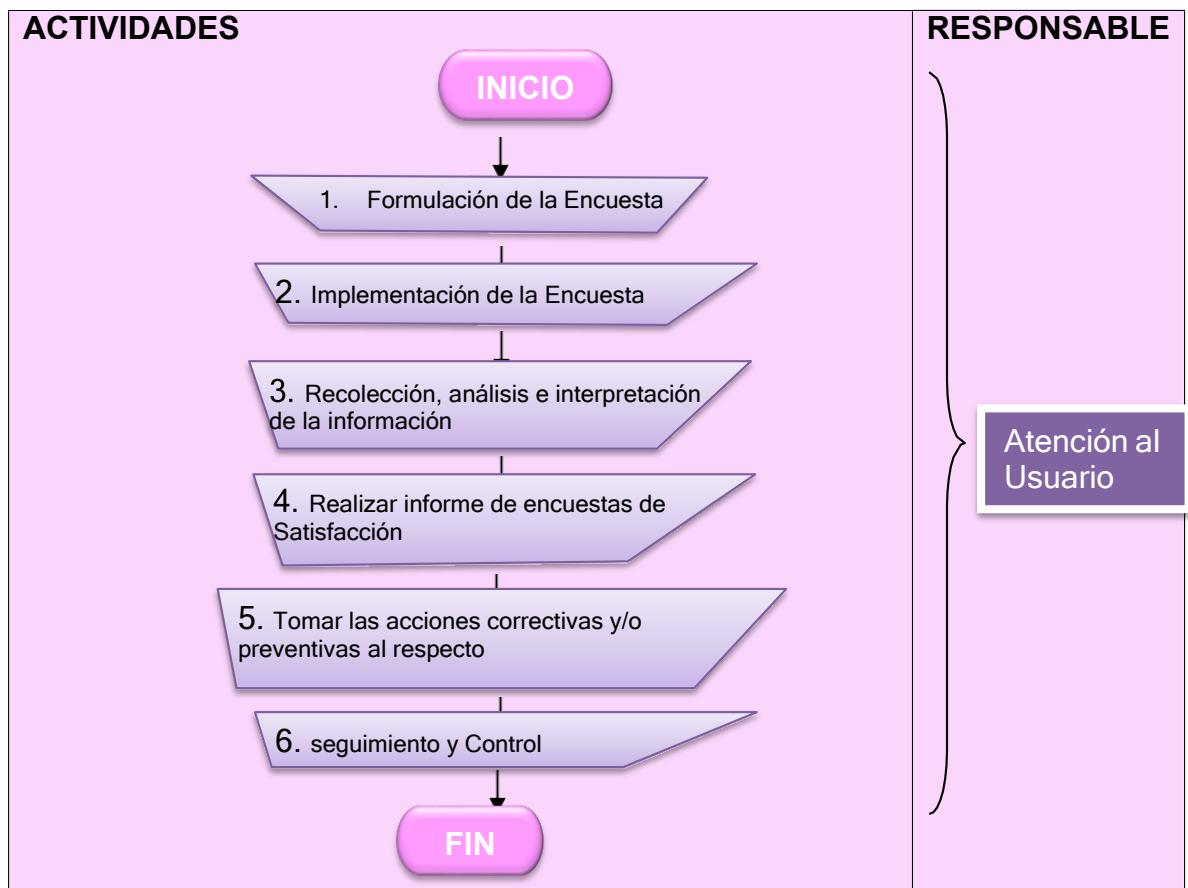 ACTIVIDADES
RESPONSABLE
INICIO
1. Formulación de la Encuesta
2. Implementación de la Encuesta
3. Recolección, análisis e interpretación
de la información
4. Realizar informe de encuestas de
Satisfacción
5. Tomar las acciones correctivas y/o
preventivas al respecto
6. seguimiento y Control
FIN
Atención al
Usuario